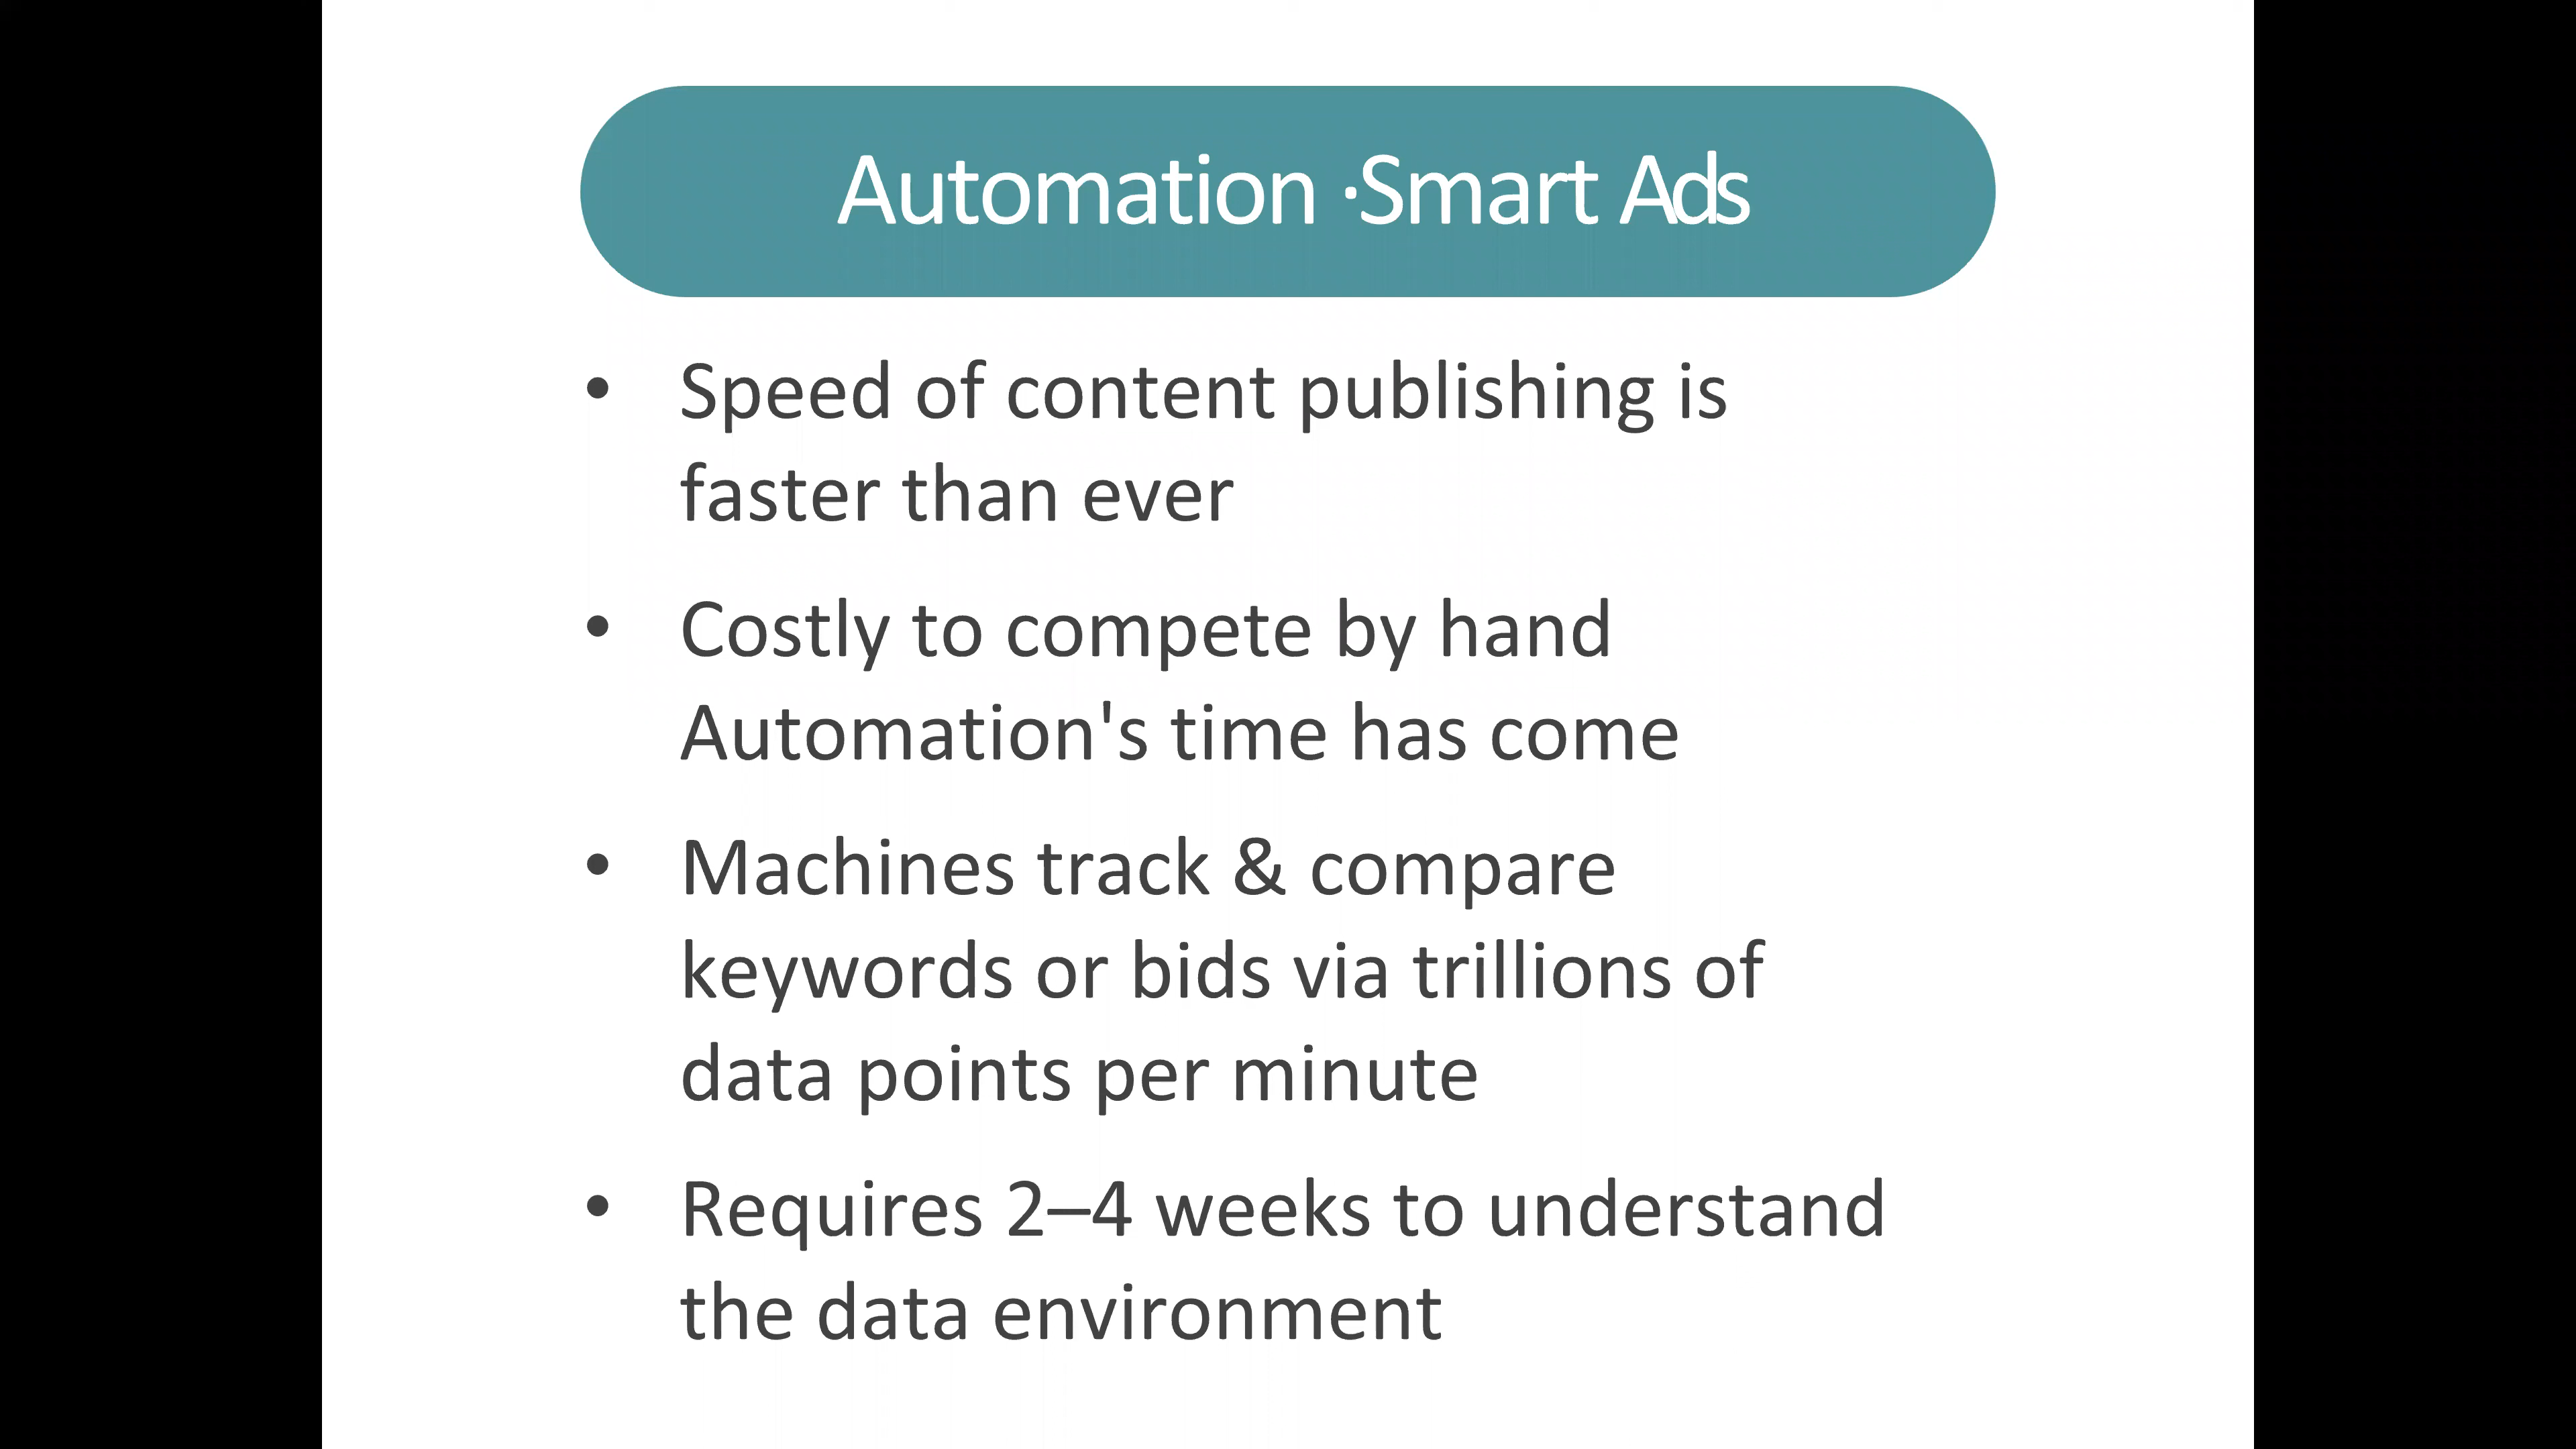 Automation ·Smart Ads
• Speed of content publishing is
faster than ever
• Costly to compete by hand
Automation's time has come
• Machines track & compare
keywords or bids via trillions of
data points per minute
• Requires 2–4 weeks to understand
the data environment